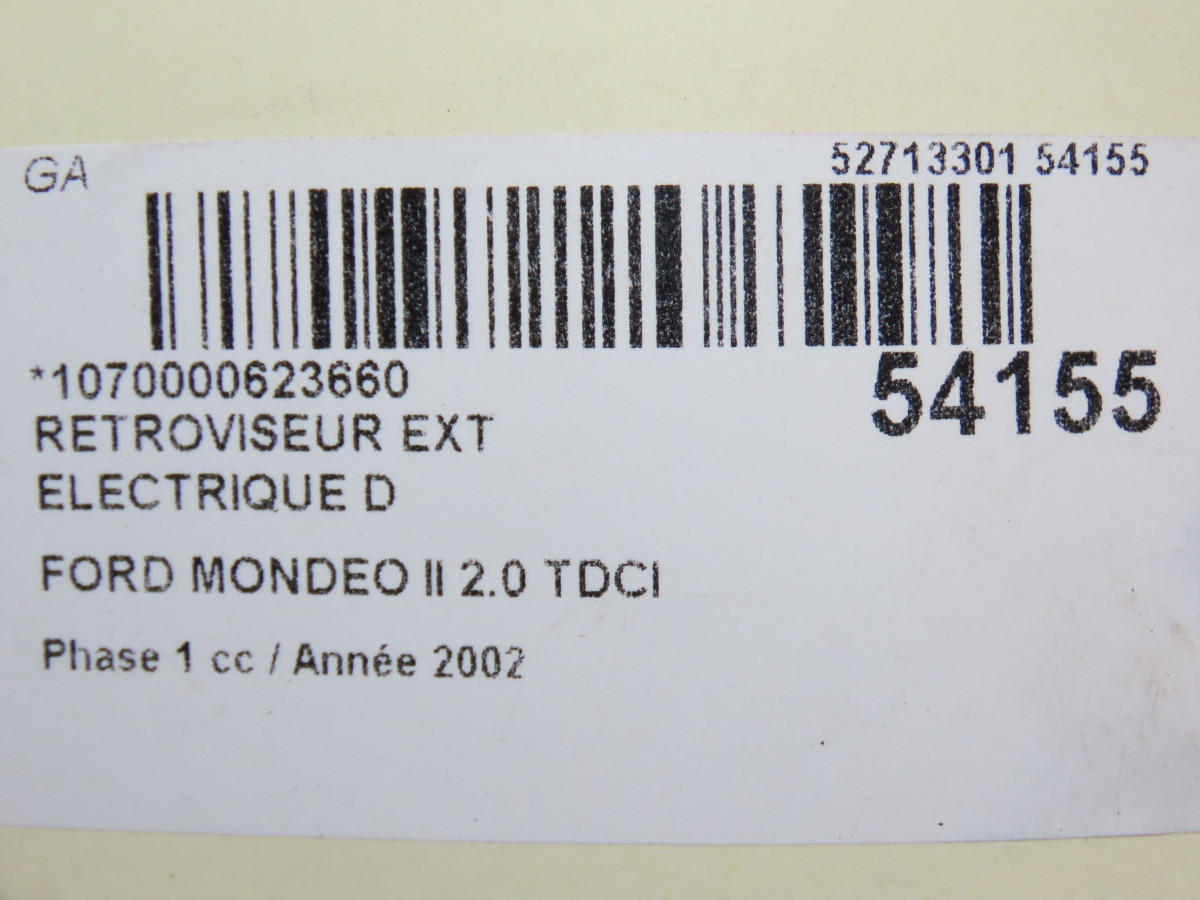 GA
52713301 54155
*1070000623660
54155
RETROVISEUR EXT
ELECTRIQUE D
FORD MONDEO II 2.0 TDCI
Phase 1 cc / Année 2002